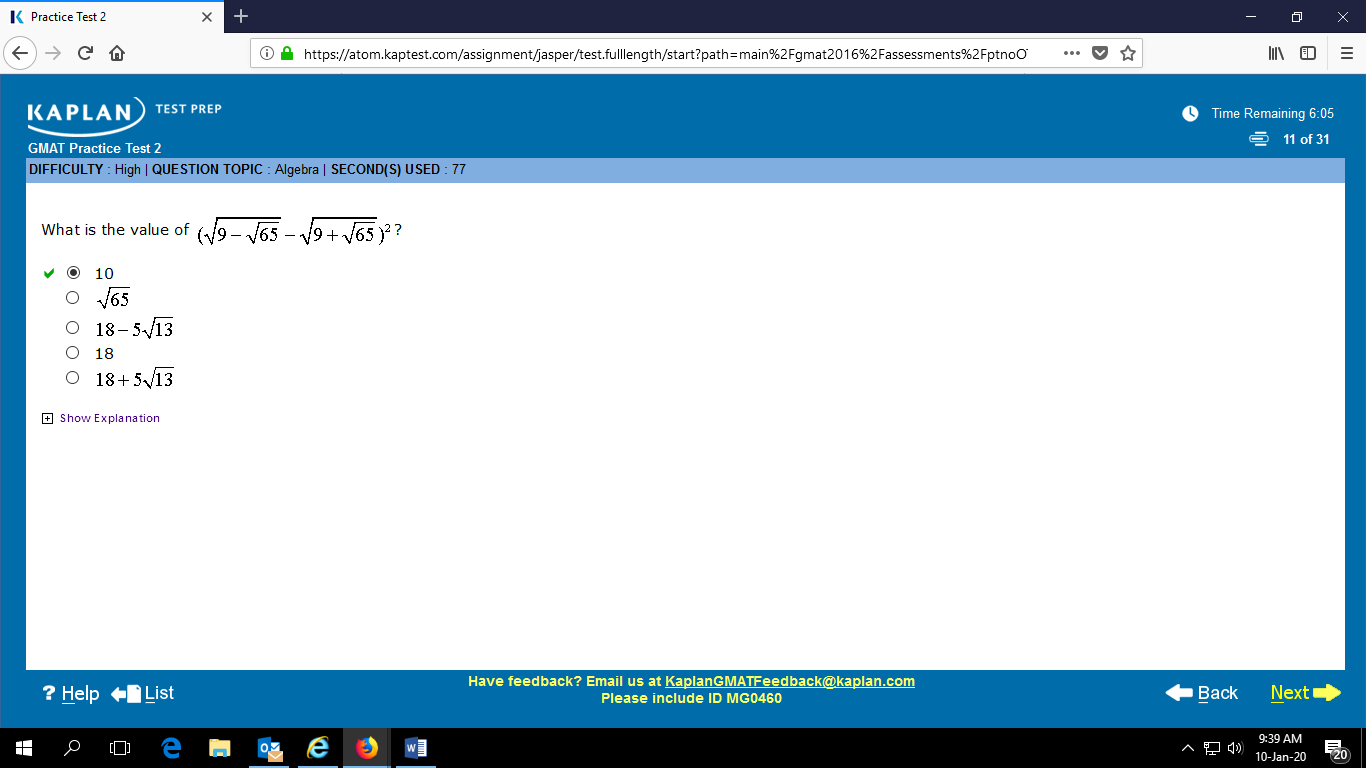 Practice Test 2
https://atom.kaptest.com/assignment/jasper/test.fulllength/start?path=main%2Fgmat2016%2Fassessments%2FptnoO
KAPLAN TEST PREP
Time Remaining 6:05
11 of 31
GMAT Practice Test 2
DIFFICULTY : High | QUESTION TOPIC : Algebra | SECOND(S) USED : 77
What is the value of (√(9 − √65) − √(9 + √65))²?
10
√65
18 − 5√13
18
18 + 5√13
Show Explanation
? Help List
Have feedback? Email us at KaplanGMATFeedback@kaplan.com
Please include ID MG0460
Back Next
9:39 AM
10-Jan-20
20